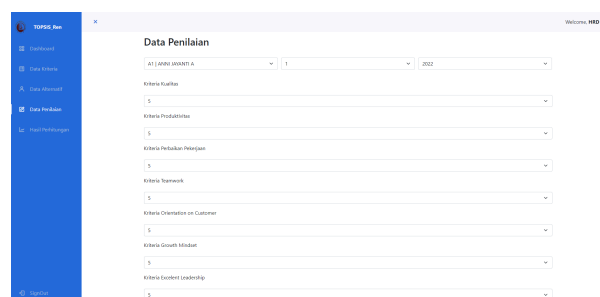 TOPSIS_Ren
×
Welcome, HRD
Dashboard
Data Kriteria
Data Alternatif
Data Penilaian
Hasil Perhitungan
SignOut
Data Penilaian
A1 | ANNI JAYANTI A
1
2022
Kriteria Kualitas
5
Kriteria Produktivitas
5
Kriteria Perbaikan Pekerjaan
5
Kriteria Teamwork
5
Kriteria Orientation on Customer
5
Kriteria Growth Mindset
5
Kriteria Excelent Leadership
5